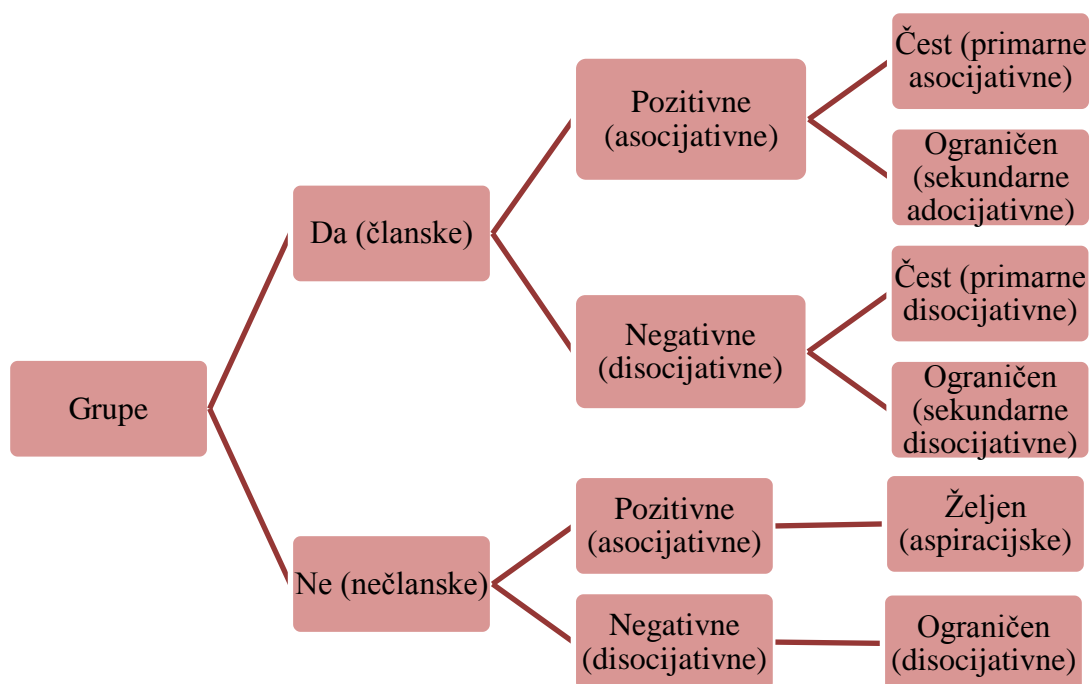 Čest (primarne
asocijativne)
Pozitivne
(asocijativne)
Ograničen
(sekundarne
adocijativne)
Da (članske)
Čest (primarne
disocijativne)
Negativne
(disocijativne)
Ograničen
(sekundarne
disocijativne)
Grupe
Pozitivne
(asocijativne)
Željen
(aspiracijske)
Ne (nečlanske)
Negativne
(disocijativne)
Ograničen
(disocijativne)